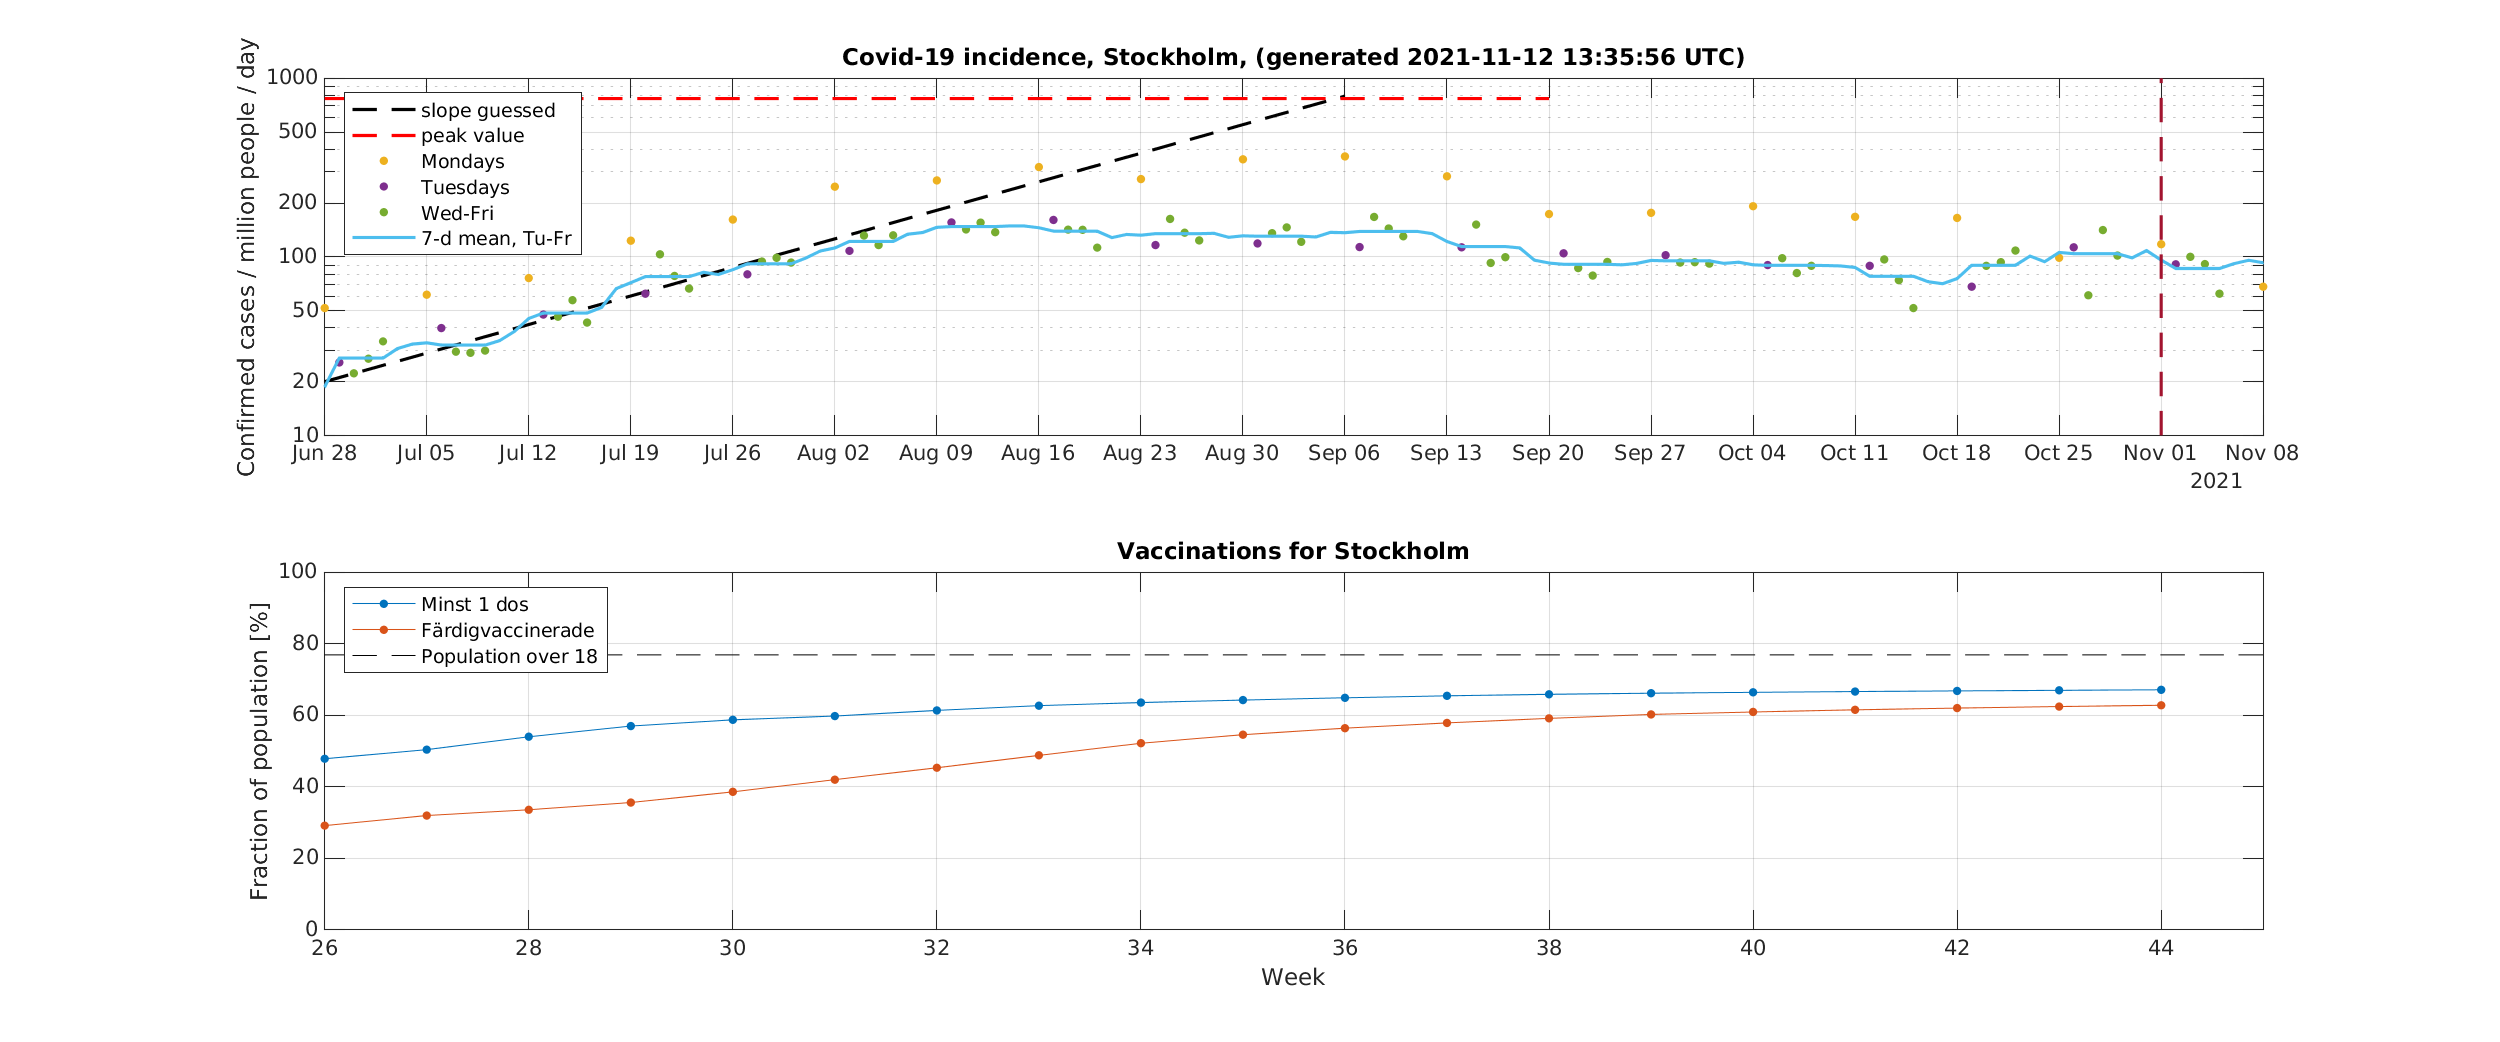 Covid-19 incidence, Stockholm, (generated 2021-11-12 13:35:56 UTC)
Confirmed cases / million people / day
1000
500
200
100
50
20
10
slope guessed
peak value
Mondays
Tuesdays
Wed-Fri
7-d mean, Tu-Fr
Jun 28 Jul 05 Jul 12 Jul 19 Jul 26 Aug 02 Aug 09 Aug 16 Aug 23 Aug 30 Sep 06 Sep 13 Sep 20 Sep 27 Oct 04 Oct 11 Oct 18 Oct 25 Nov 01 Nov 08
2021
Vaccinations for Stockholm
Fraction of population [%]
100
80
60
40
20
0
Minst 1 dos
Färdigvaccinerade
Population over 18
26 28 30 32 34 36 38 40 42 44
Week